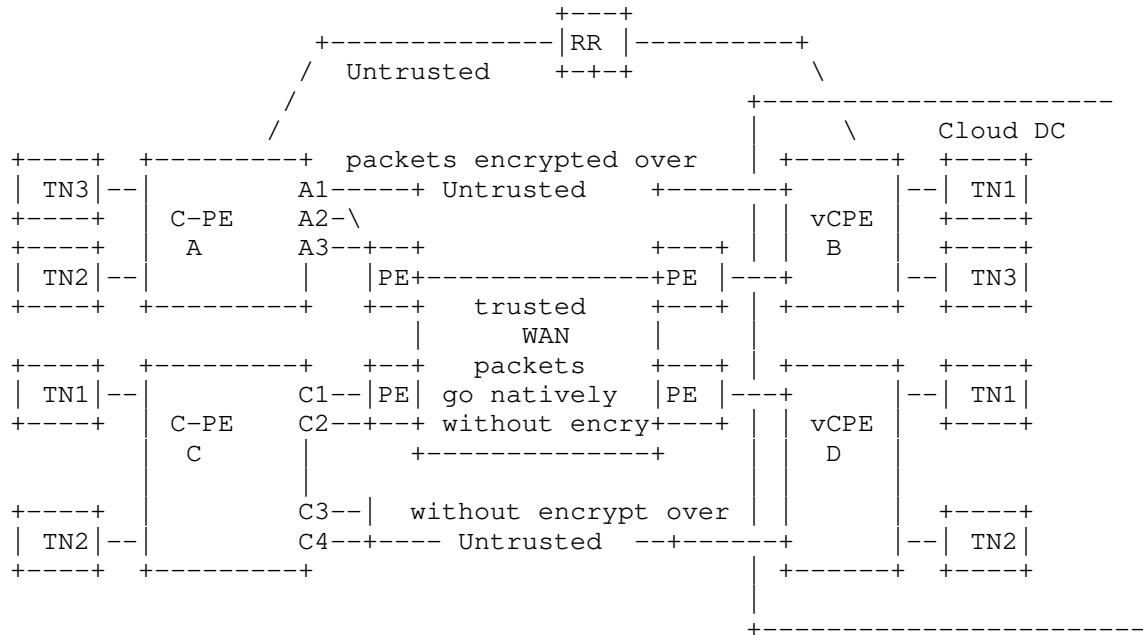 RR
Untrusted
Cloud DC
packets encrypted over
TN3 A1 Untrusted TN1
C-PE A2 vCPE
A A3 B
TN2 PE PE TN3
trusted
WAN
packets
TN1 C1 PE go natively PE TN1
C-PE C2 without encry vCPE
C D
C3 without encrypt over
TN2 C4 Untrusted TN2